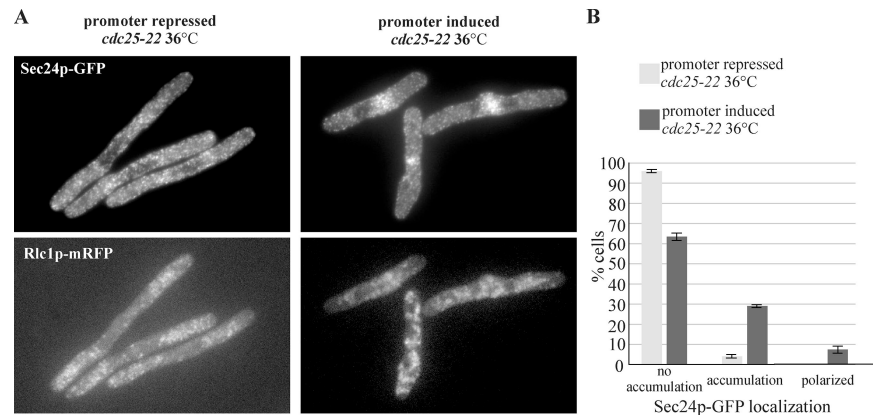 A
promoter repressed
cdc25-22 36°C
promoter induced
cdc25-22 36°C
Sec24p-GFP
Rlc1p-mRFP
B
promoter repressed
cdc25-22 36°C
promoter induced
cdc25-22 36°C
% cells
100
90
80
70
60
50
40
30
20
10
0
no
accumulation
accumulation
polarized
Sec24p-GFP localization